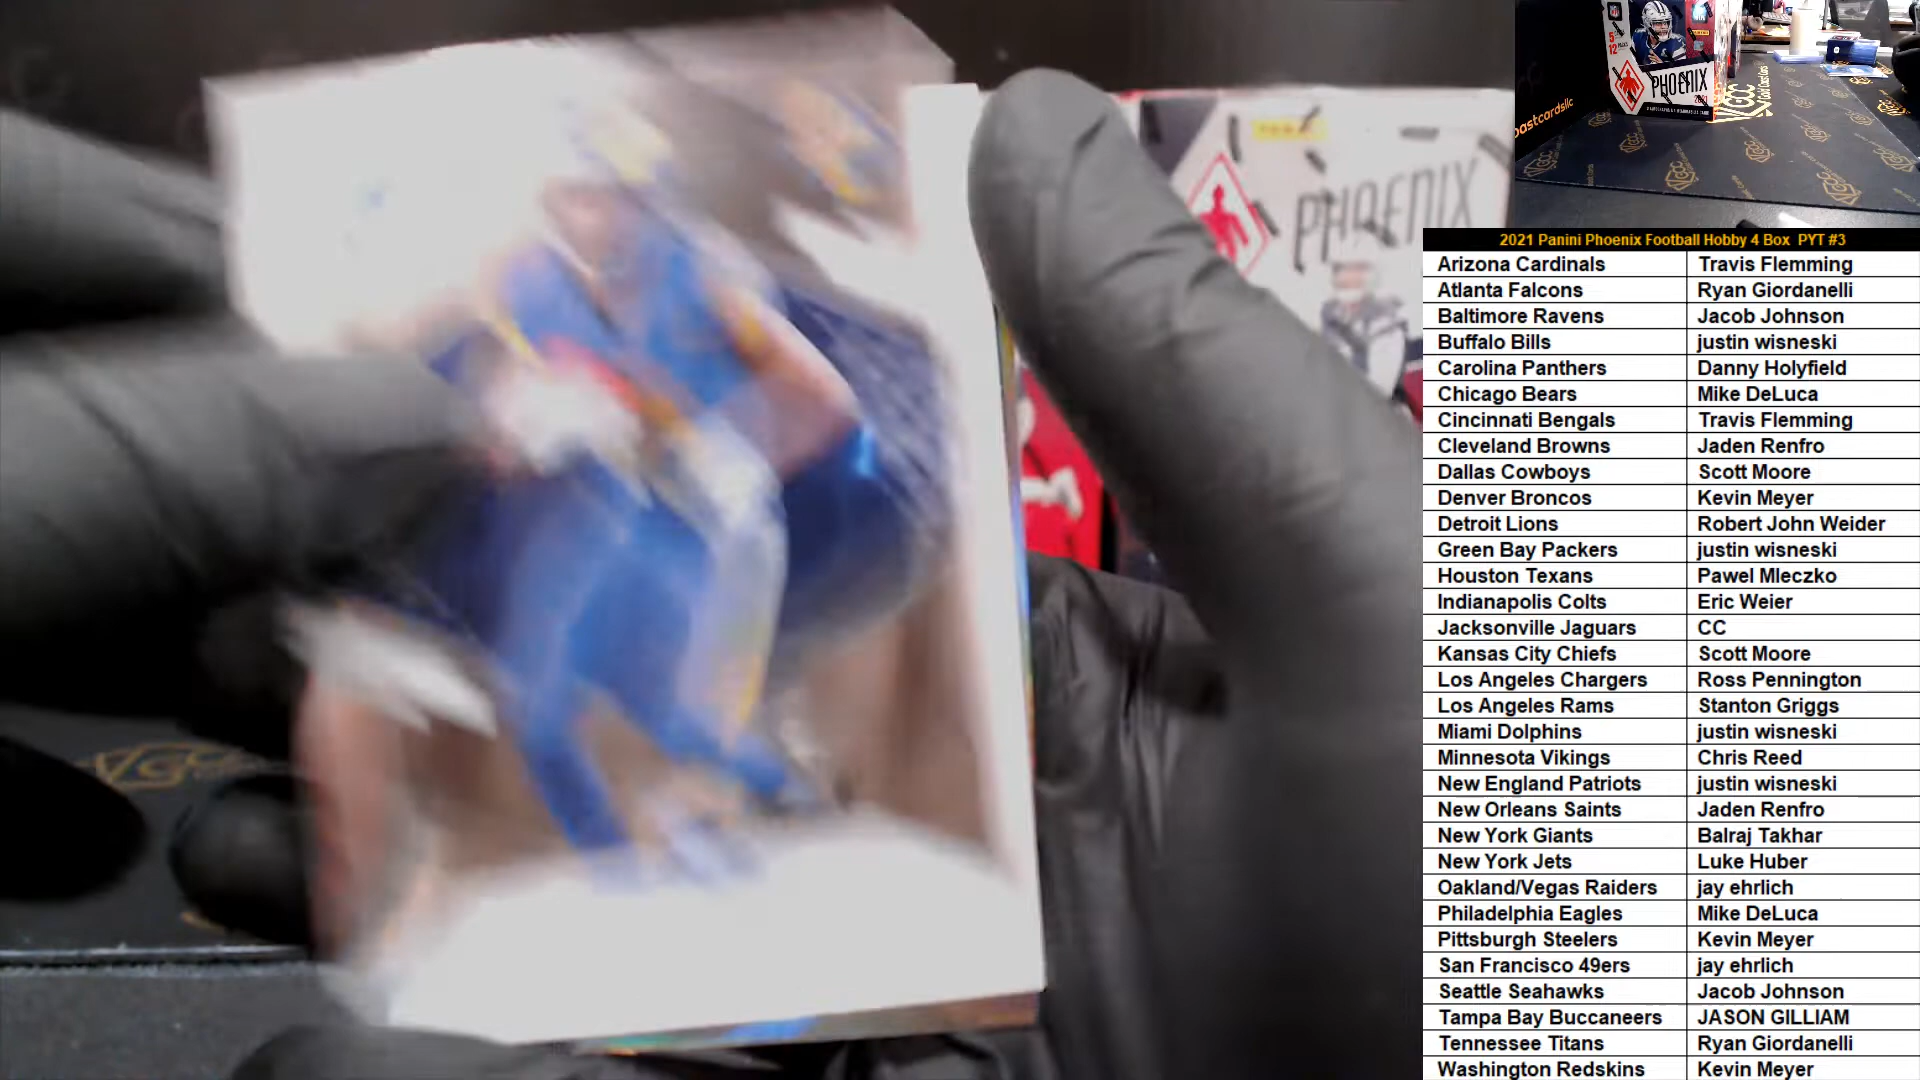 PHOENIX
5
12
PHOENIX
2021
GCC
oastcardsllc
2021 Panini Phoenix Football Hobby 4 Box PYT #3
Arizona Cardinals Travis Flemming
Atlanta Falcons Ryan Giordanelli
Baltimore Ravens Jacob Johnson
Buffalo Bills justin wisneski
Carolina Panthers Danny Holyfield
Chicago Bears Mike DeLuca
Cincinnati Bengals Travis Flemming
Cleveland Browns Jaden Renfro
Dallas Cowboys Scott Moore
Denver Broncos Kevin Meyer
Detroit Lions Robert John Weider
Green Bay Packers justin wisneski
Houston Texans Pawel Mleczko
Indianapolis Colts Eric Weier
Jacksonville Jaguars CC
Kansas City Chiefs Scott Moore
Los Angeles Chargers Ross Pennington
Los Angeles Rams Stanton Griggs
Miami Dolphins justin wisneski
Minnesota Vikings Chris Reed
New England Patriots justin wisneski
New Orleans Saints Jaden Renfro
New York Giants Balraj Takhar
New York Jets Luke Huber
Oakland/Vegas Raiders jay ehrlich
Philadelphia Eagles Mike DeLuca
Pittsburgh Steelers Kevin Meyer
San Francisco 49ers jay ehrlich
Seattle Seahawks Jacob Johnson
Tampa Bay Buccaneers JASON GILLIAM
Tennessee Titans Ryan Giordanelli
Washington Redskins Kevin Meyer